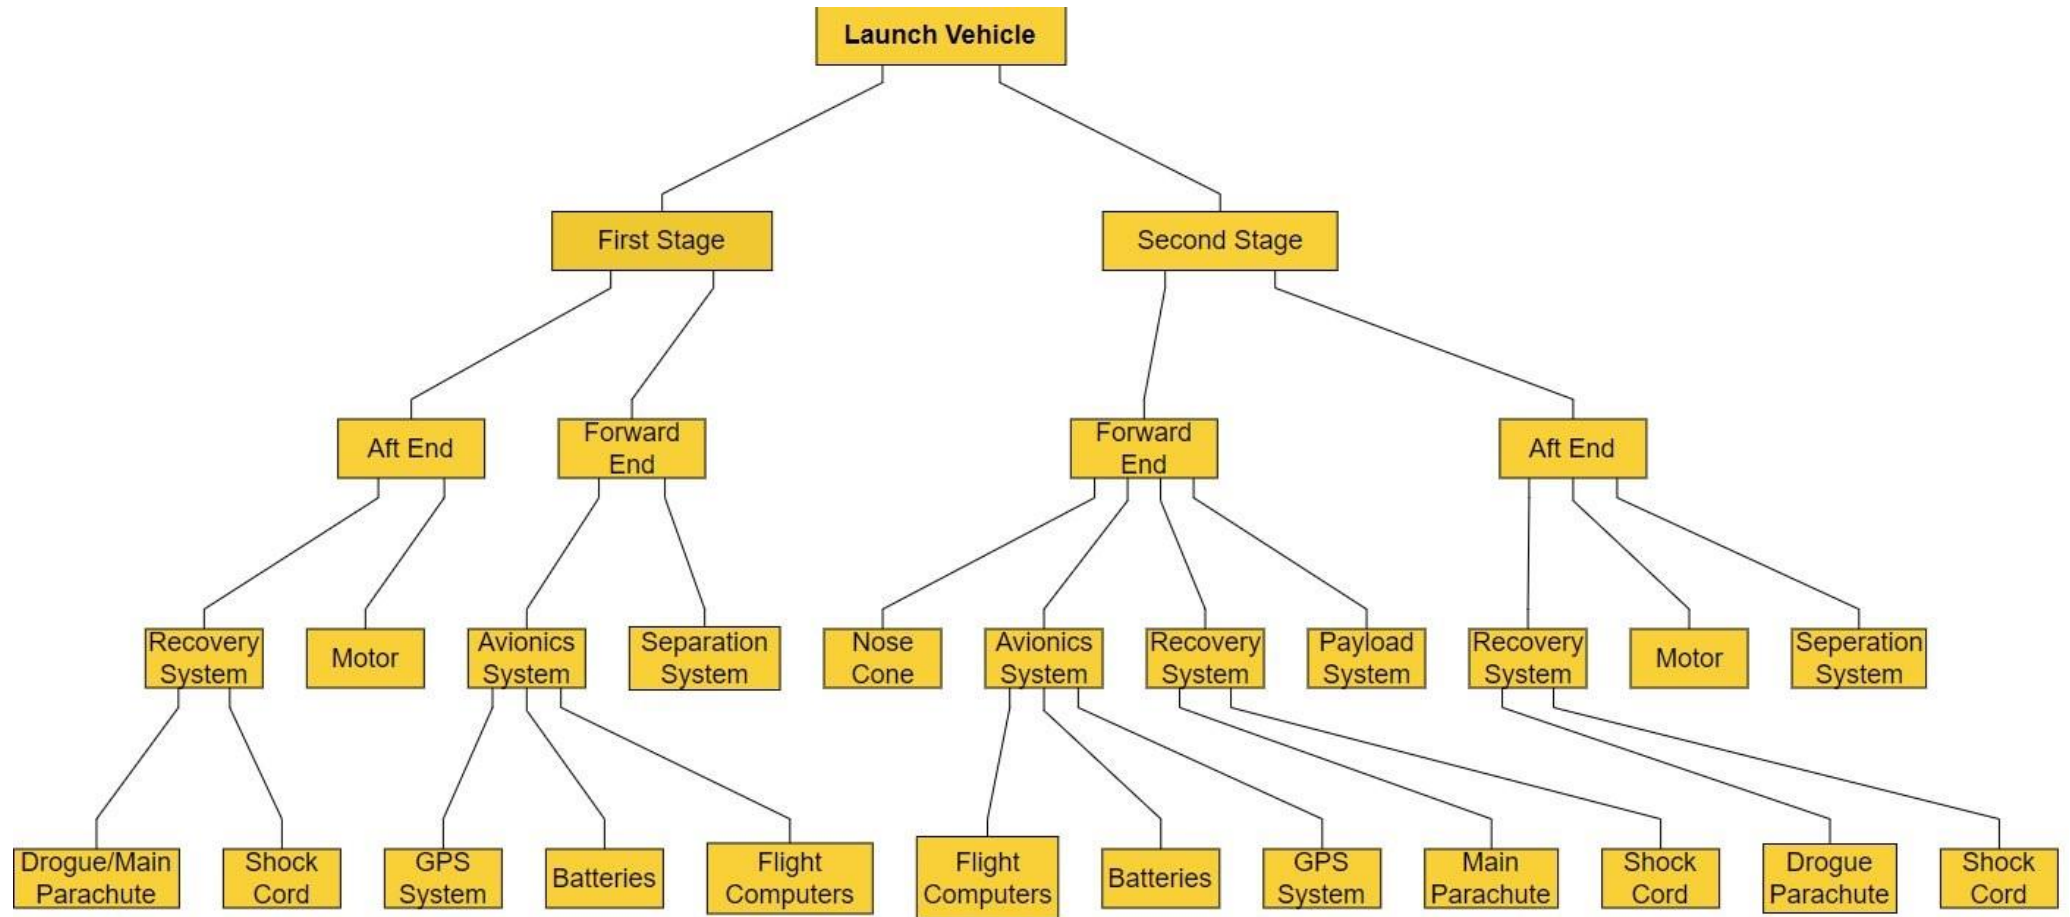 Launch Vehicle
First Stage
Second Stage
Aft End
Forward
End
Forward
End
Aft End
Recovery
System
Motor
Avionics
System
Separation
System
Nose
Cone
Avionics
System
Recovery
System
Payload
System
Recovery
System
Motor
Seperation
System
Drogue/Main
Parachute
Shock
Cord
GPS
System
Batteries
Flight
Computers
Flight
Computers
Batteries
GPS
System
Main
Parachute
Shock
Cord
Drogue
Parachute
Shock
Cord